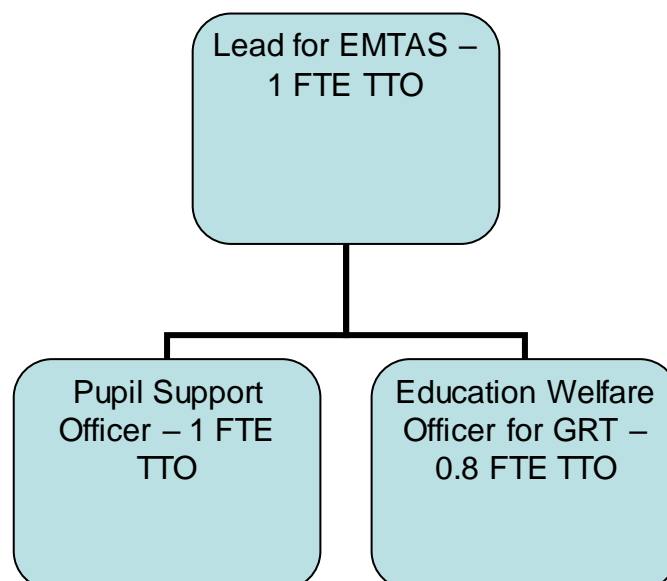 Lead for EMTAS –
1 FTE TTO
Pupil Support
Officer – 1 FTE
TTO
Education Welfare
Officer for GRT –
0.8 FTE TTO